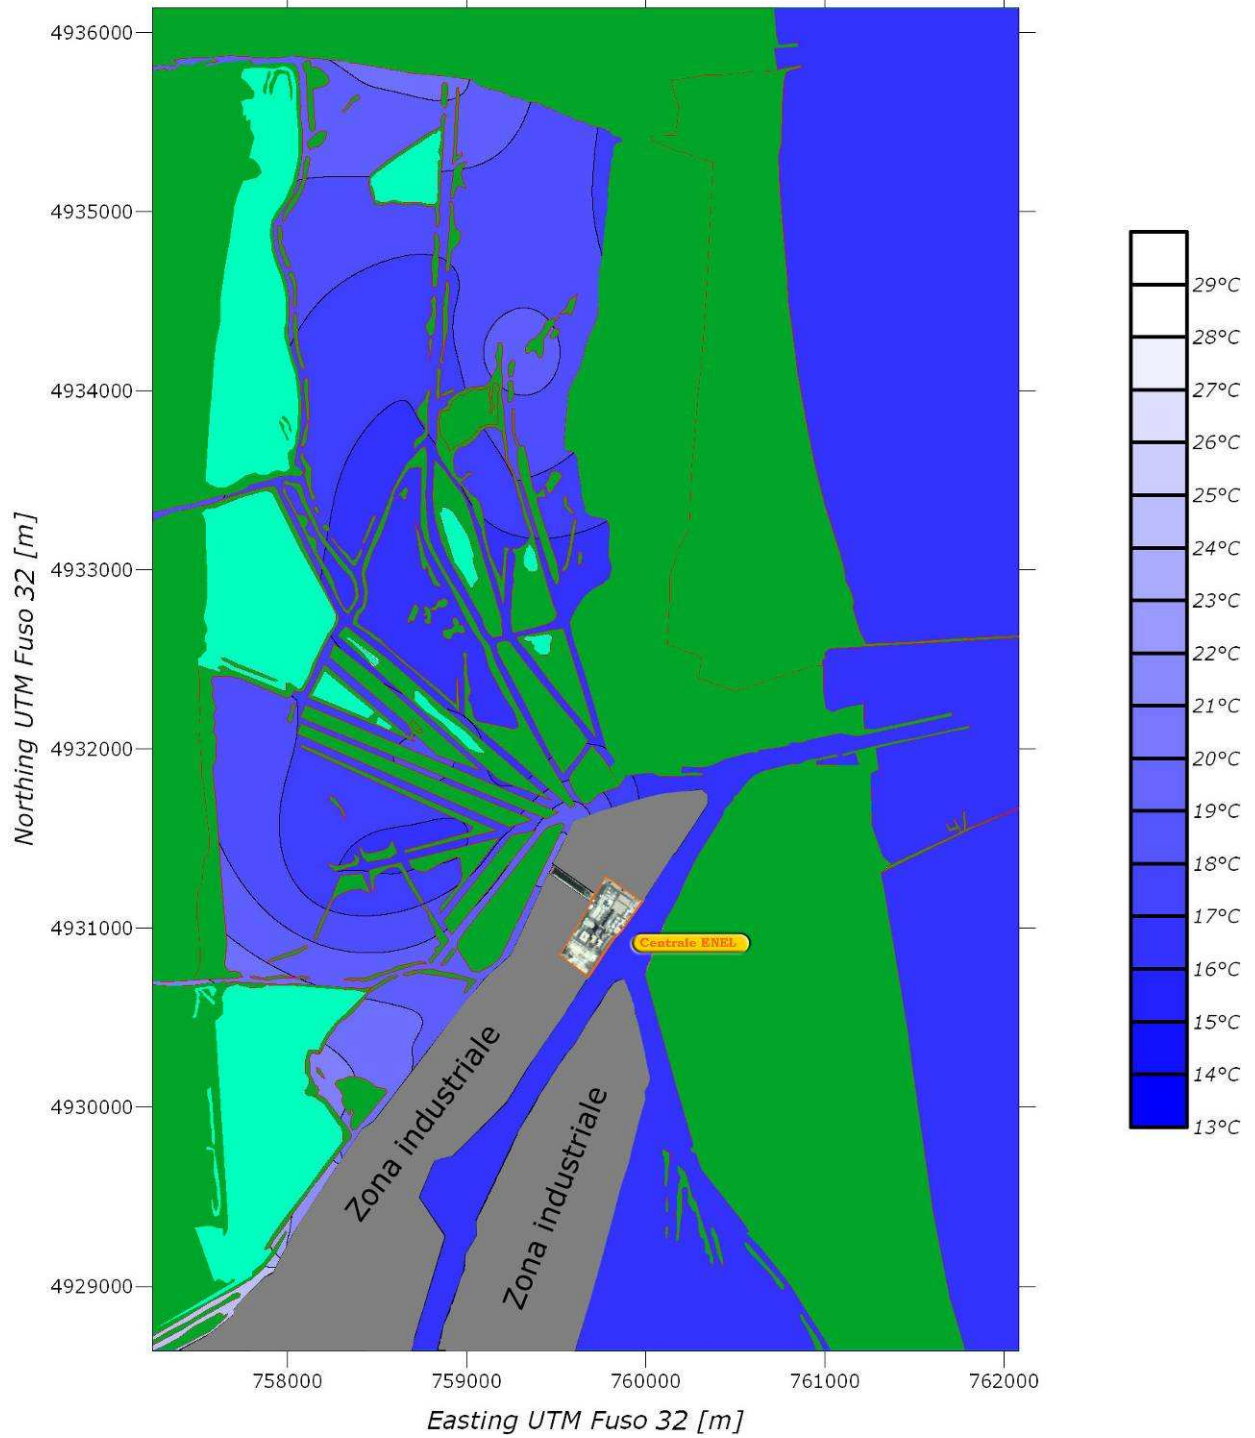 4936000
4935000
4934000
4933000
4932000
4931000
4930000
4929000
Northing UTM Fuso 32 [m]
758000
759000
760000
761000
762000
Easting UTM Fuso 32 [m]
Centrale ENEL
Zona industriale
Zona industriale
29°C
28°C
27°C
26°C
25°C
24°C
23°C
22°C
21°C
20°C
19°C
18°C
17°C
16°C
15°C
14°C
13°C